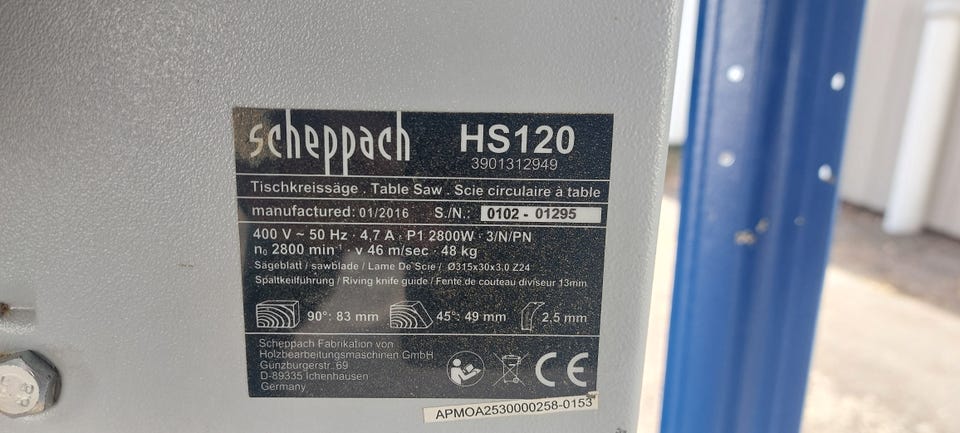 scheppach HS120
3901312949
Tischkreissäge . Table Saw . Scie circulaire à table
manufactured: 01/2016 S./N.: 0102 - 01295
400 V ~ 50 Hz · 4,7 A · P1 2800W · 3/N/PN
n₀ 2800 min⁻¹ · v 46 m/sec · 48 kg
Sägeblatt / sawblade / Lame De Scie / Ø315x30x3,0 Z24
Spaltkeilführung / Riving knife guide / Fente de couteau diviseur 13mm
90°: 83 mm 45°: 49 mm 2,5 mm
Scheppach Fabrikation von
Holzbearbeitungsmaschinen GmbH
Günzburgerstr. 69
D-89335 Ichenhausen
Germany
CE
APMOA2530000258-0153